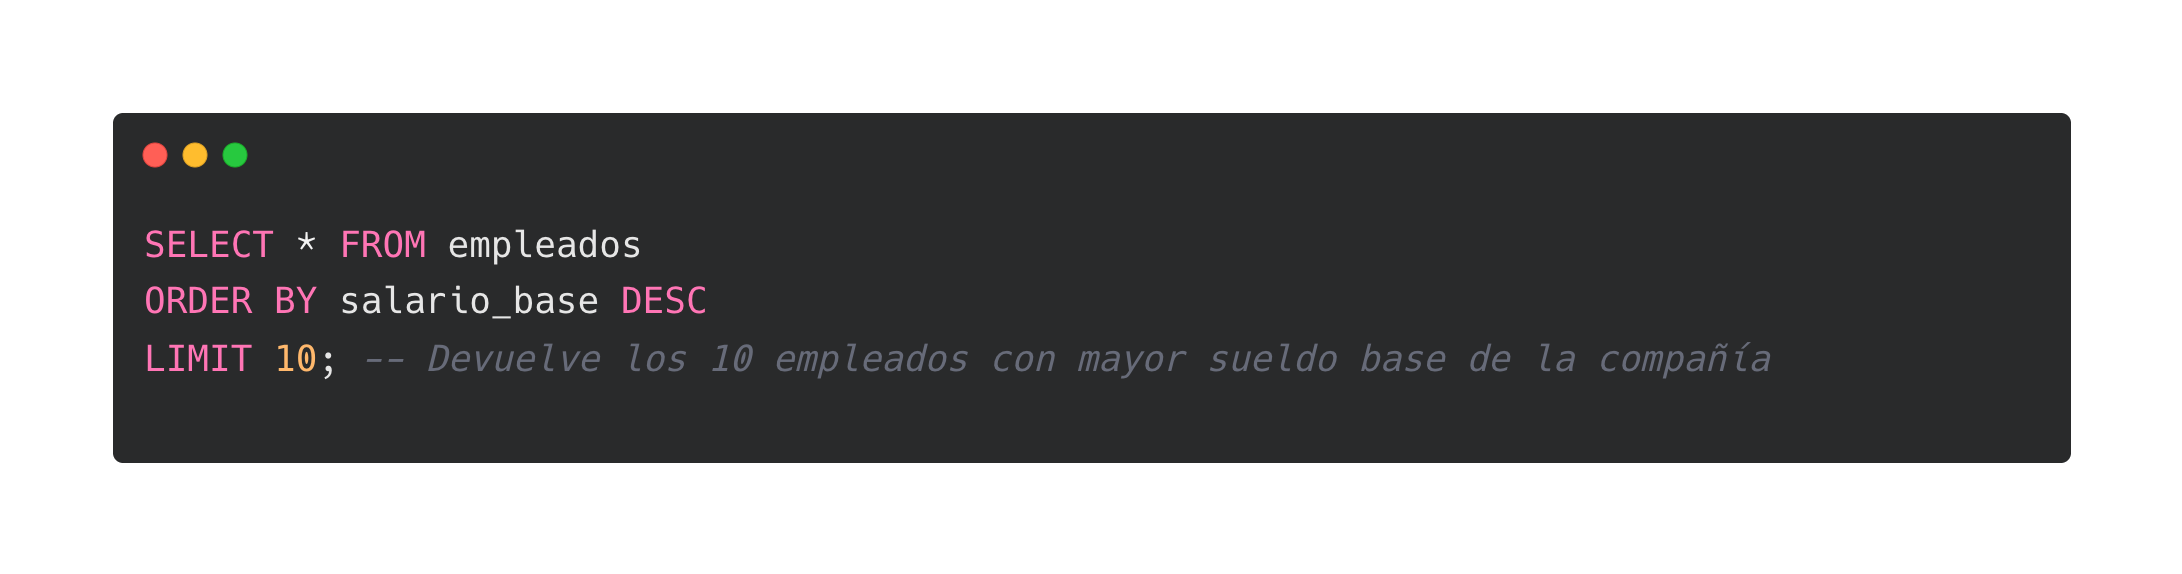 SELECT * FROM empleados
ORDER BY salario_base DESC
LIMIT 10; -- Devuelve los 10 empleados con mayor sueldo base de la compañía